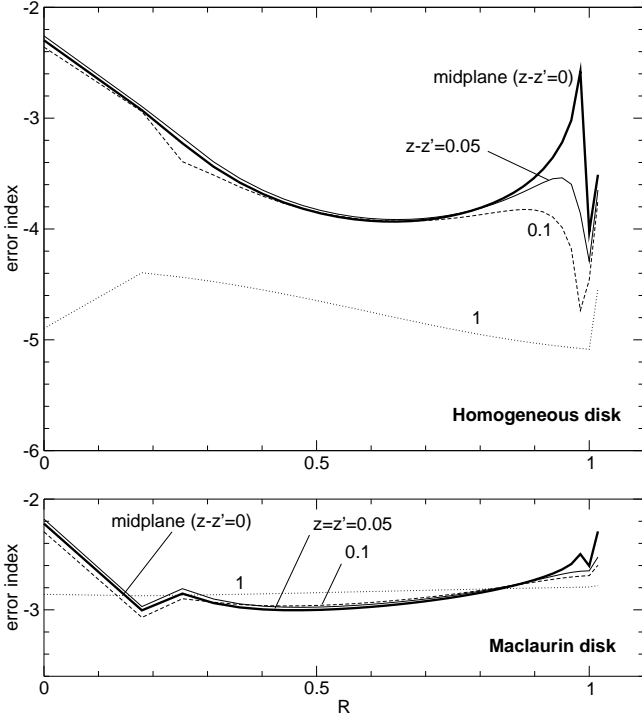 -2
midplane (z-z'=0)
-3
z-z'=0.05
error index
-4
0.1
1
-5
Homogeneous disk
-6
0
0.5
1
-2
midplane (z-z'=0)
z=z'=0.05
0.1
error index
1
-3
Maclaurin disk
0
0.5
1
R